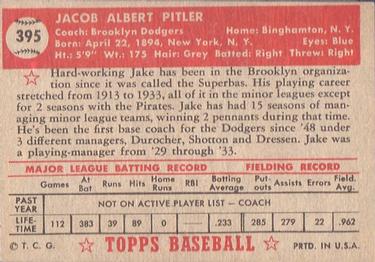 395
JACOB ALBERT PITLER
Coach: Brooklyn Dodgers Home: Binghamton, N. Y.
Born: April 22, 1894, New York, N. Y. Eyes: Blue
Ht.: 5'9" Wt.: 175 Hair: Grey Batted: Right Threw: Right
Hard-working Jake has been in the Brooklyn organiza-
tion since it was called the Superbas. His playing career
stretched from 1913 to 1933, all of it in the minor leagues except
for 2 seasons with the Pirates. Jake has had 15 seasons of man-
aging minor league teams, winning 2 pennants during that time.
He's been the first base coach for the Dodgers since '48 under
3 different managers, Durocher, Shotton and Dressen. Jake was
a playing-manager from '29 through '33.
MAJOR LEAGUE BATTING RECORD FIELDING RECORD
Games At Bat Runs Hits Home Runs RBI Batting Average Put-outs Assists Errors Field. Avg.
PAST YEAR NOT ON ACTIVE PLAYER LIST — COACH
LIFE-TIME 112 383 39 89 0 — .233 285 279 22 .962
© T. C. G. TOPPS BASEBALL PRTD. IN U.S.A.